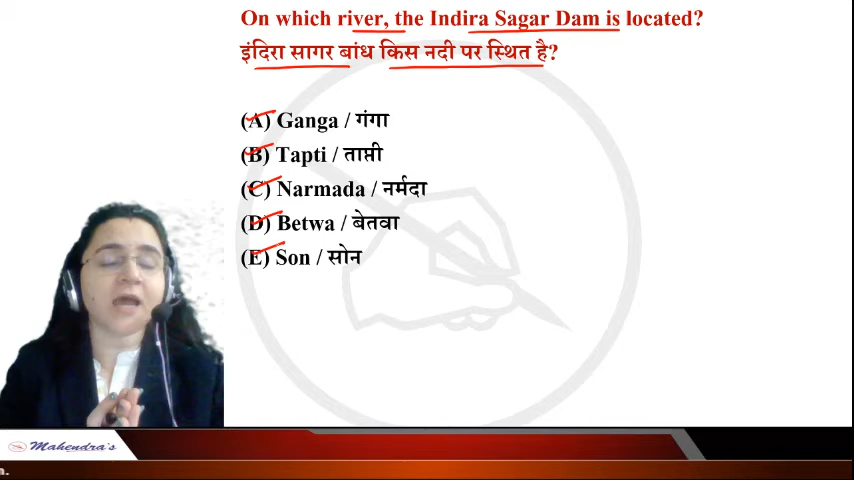 On which river, the Indira Sagar Dam is located?
इंदिरा सागर बांध किस नदी पर स्थित है?
(A) Ganga / गंगा
(B) Tapti / ताप्ती
(C) Narmada / नर्मदा
(D) Betwa / बेतवा
(E) Son / सोन
Mahendra's
n.